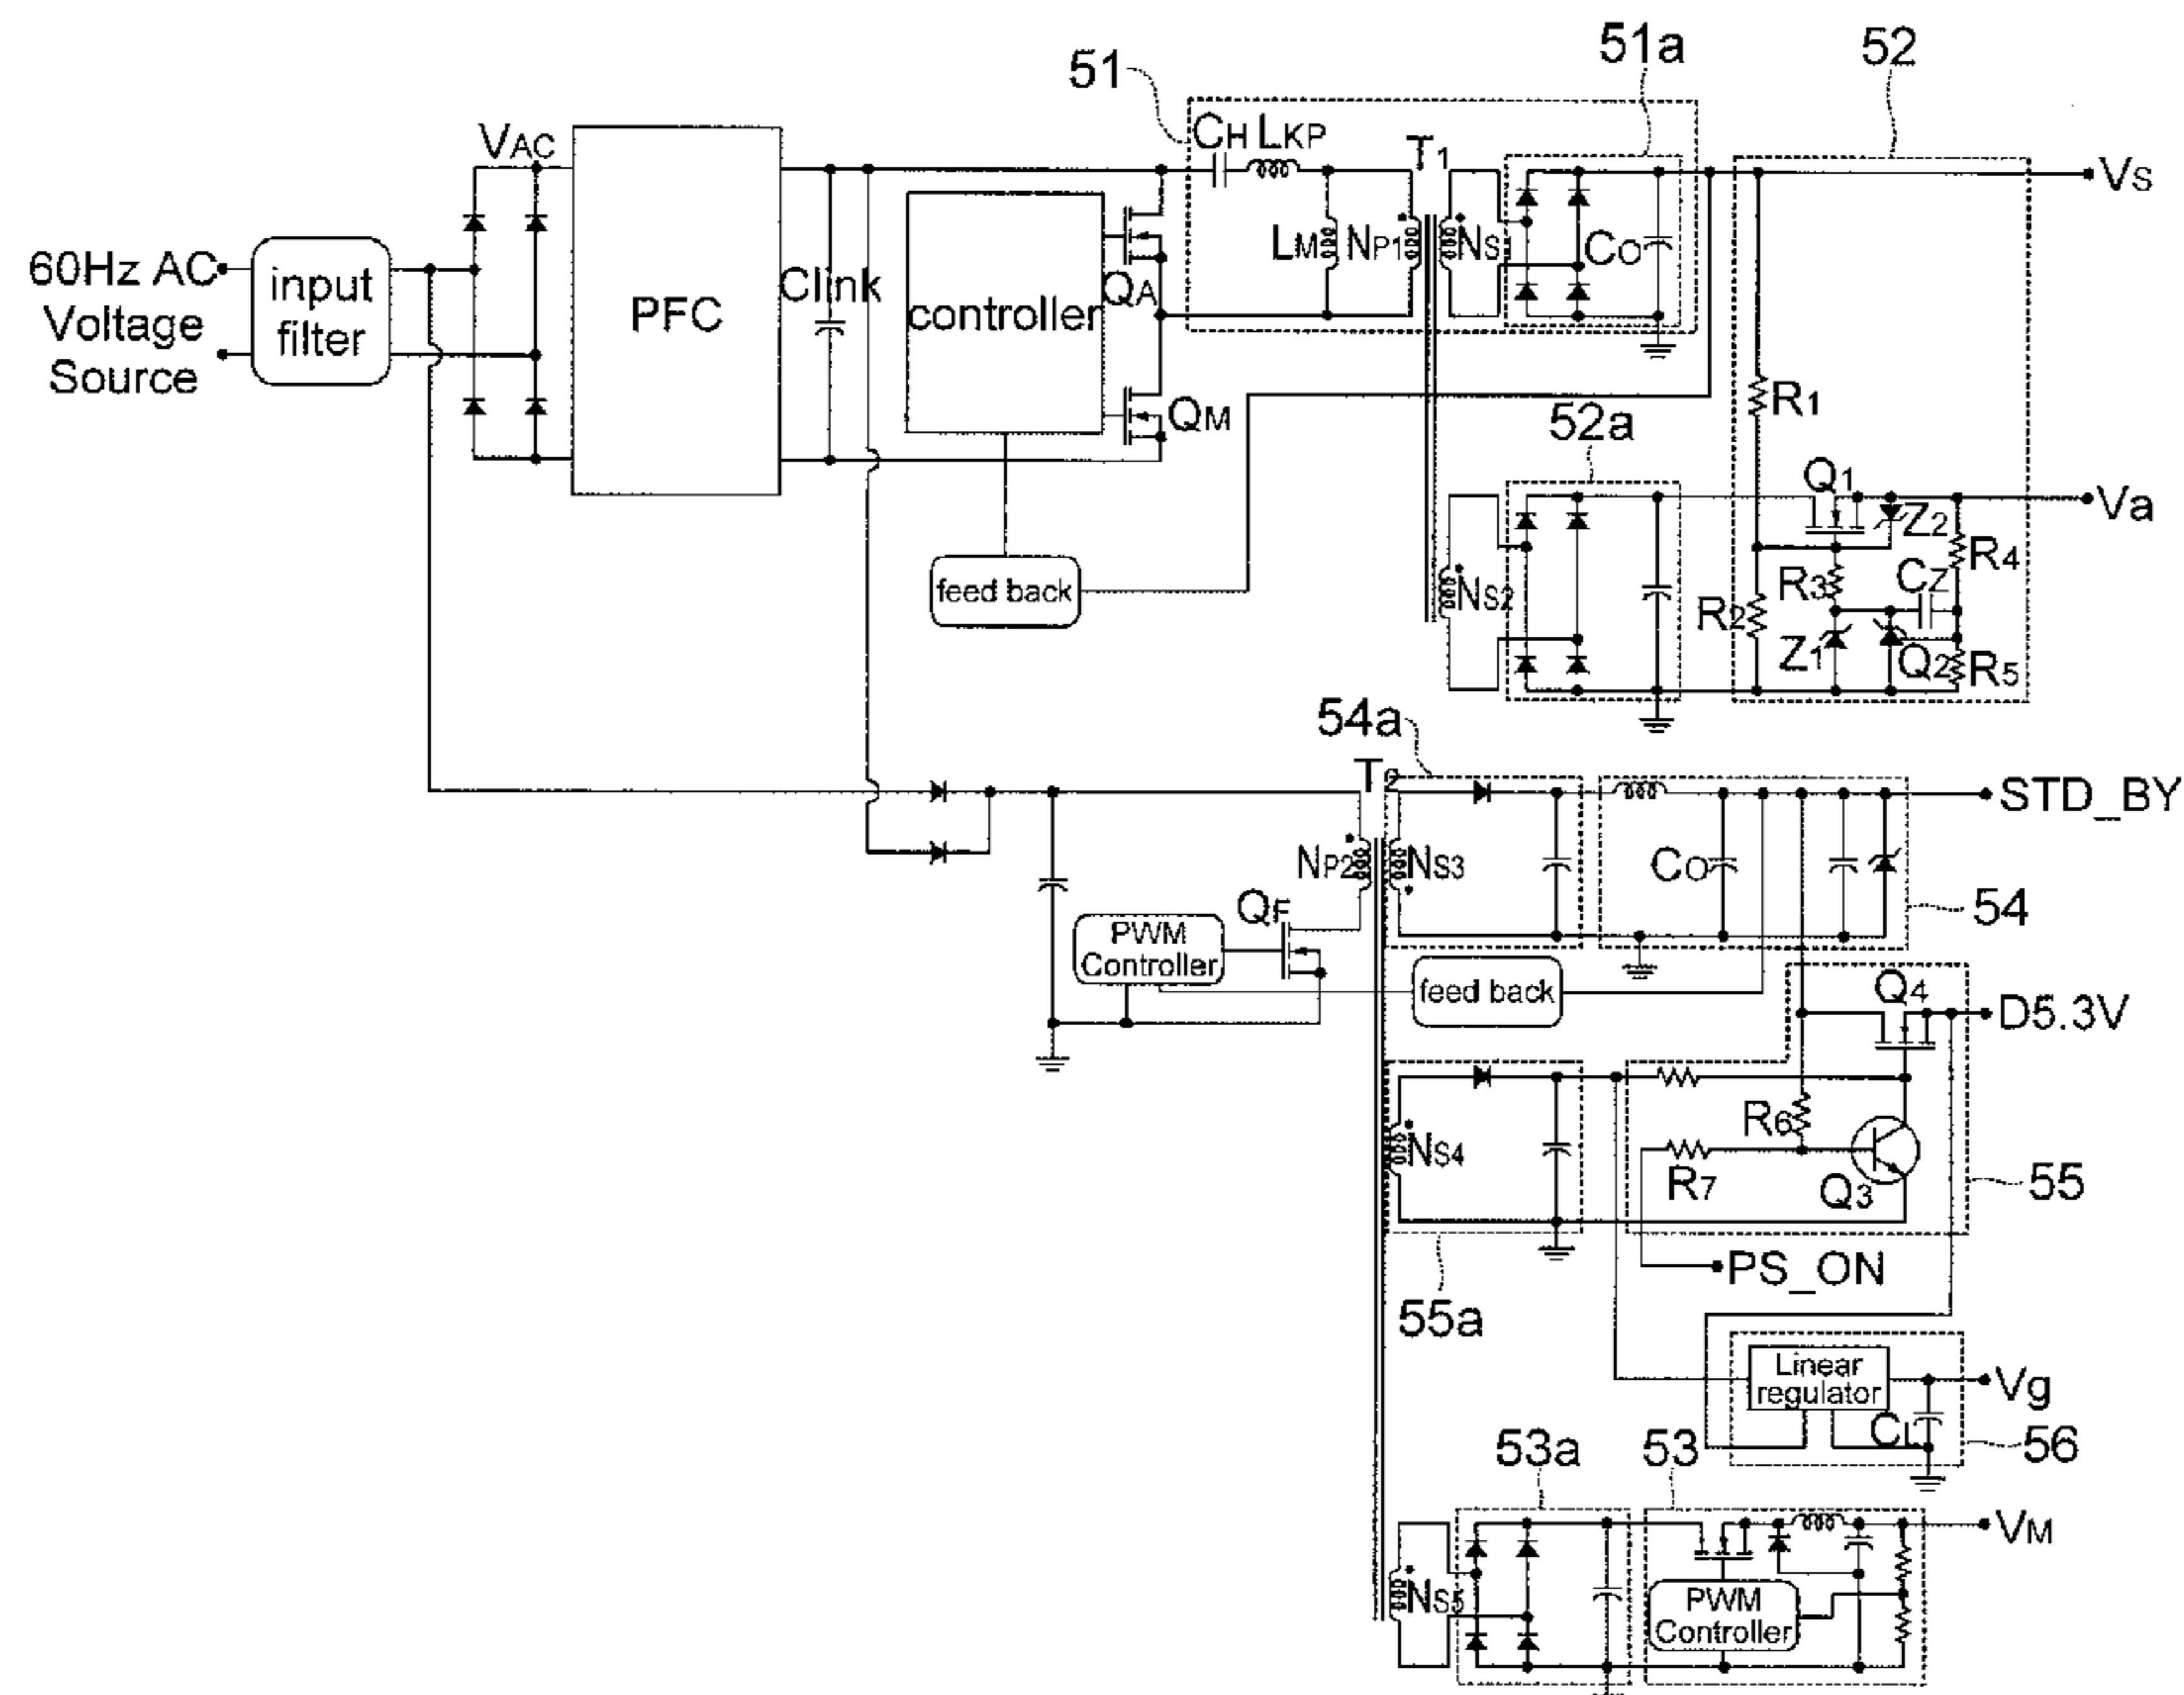 51
51a
52
VAC
CH LKP
T1
VS
60Hz AC
Voltage
Source
input
filter
PFC
Clink
controller
QA
LM
NP1
NS1
CO
QM
R1
52a
Q1
Va
Z2
R4
feed back
NS2
R3
CZ
R2
Z1
Q2
R5
54a
T2
STD_BY
NP2
NS3
CO
54
QF
PWM
Controller
feed back
Q4
D5.3V
R6
NS4
R7
Q3
55
PS_ON
55a
Linear
regulator
Vg
CL
56
53a
53
VM
NS5
PWM
Controller